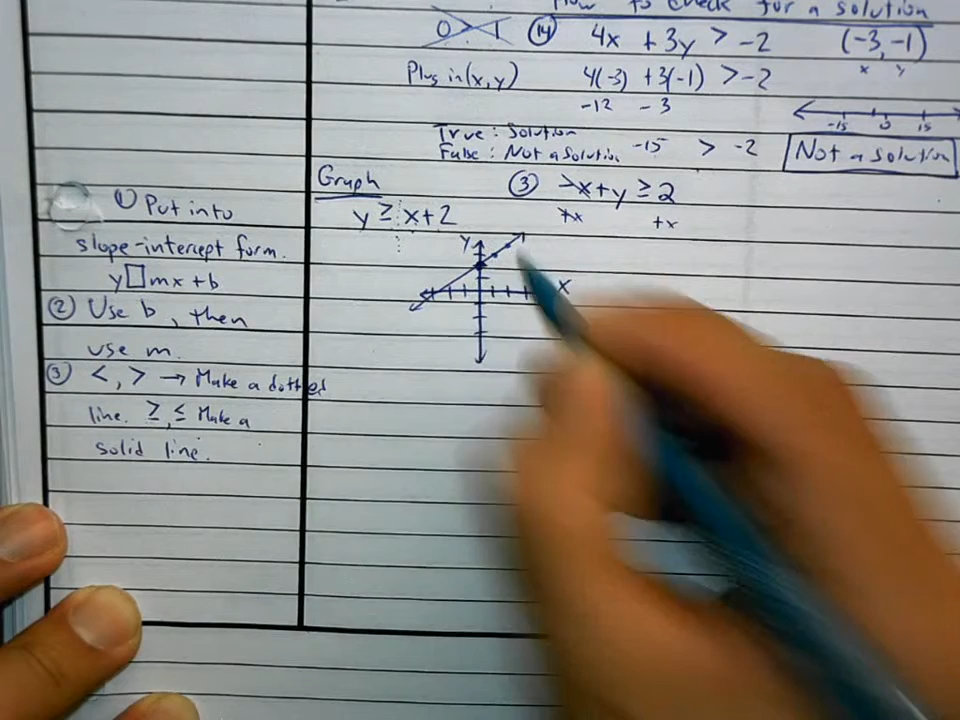 How to check for a solution
0 1 (14) 4x + 3y > -2 (-3, -1)
x y
Plug in (x, y) 4(-3) + 3(-1) > -2
-12 - 3
-15 0 15
True : Solution
False : Not a Solution -15 > -2 Not a solution
Graph (3) -x + y ≥ 2
+x +x
y ≥ x + 2
y
x
(1) Put into
slope-intercept form.
y□mx + b
(2) Use b, then
use m.
(3) <, > → Make a dotted
line. ≥, ≤ Make a
solid line.